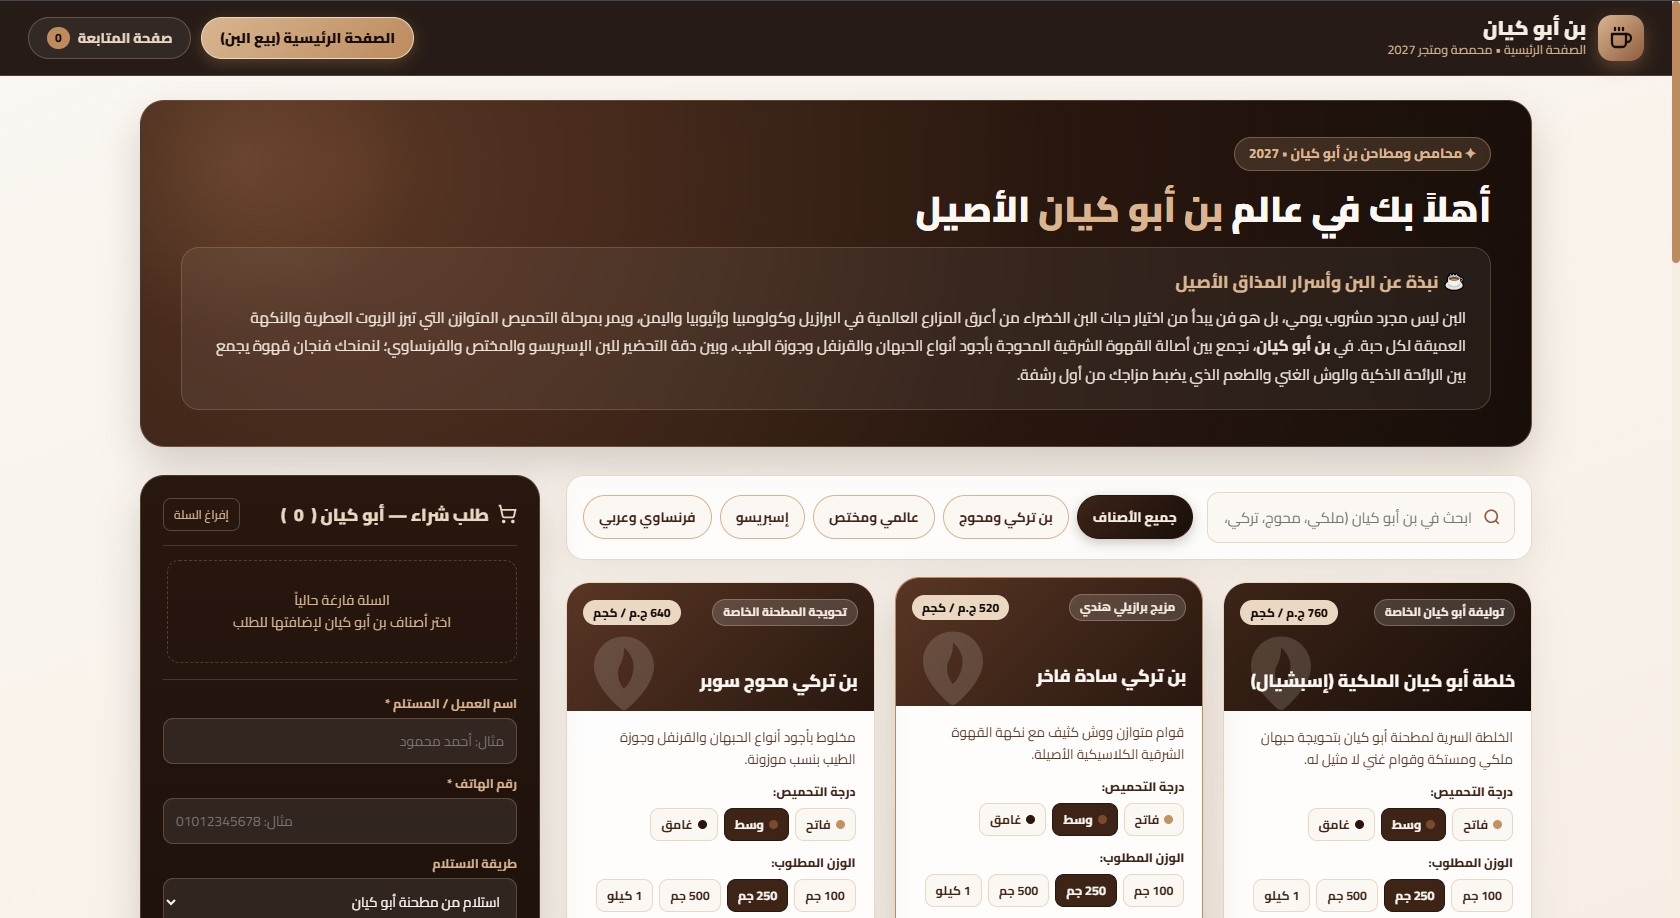 بن أبو كيان
الصفحة الرئيسية • محمصة ومتجر 2027
الصفحة الرئيسية (بيع البن)
صفحة المتابعة 0
✦ محامص ومطاحن بن أبو كيان • 2027
أهلاً بك في عالم بن أبو كيان الأصيل
☕ نبذة عن البن وأسرار المذاق الأصيل
البن ليس مجرد مشروب يومي، بل هو فن يبدأ من اختيار حبات البن الخضراء من أعرق المزارع العالمية في البرازيل وكولومبيا وإثيوبيا واليمن، ويمر بمرحلة التحميص المتوازن التي تبرز الزيوت العطرية والنكهة
العميقة لكل حبة. في بن أبو كيان، نجمع بين أصالة القهوة الشرقية المحوجة بأجود أنواع الحبهان والقرنفل وجوزة الطيب، وبين دقة التحضير للبن الإسبريسو والمختص والفرنساوي؛ لنمنحك فنجان قهوة يجمع
بين الرائحة الذكية والوش الغني والطعم الذي يضبط مزاجك من أول رشفة.
ابحث في بن أبو كيان (ملكي، محوج، تركي،
جميع الأصناف
بن تركي ومحوج
عالمي ومختص
إسبريسو
فرنساوي وعربي
توليفة أبو كيان الخاصة
760 ج.م / كجم
خلطة أبو كيان الملكية (إسبشيال)
الخلطة السرية لمطحنة أبو كيان بتحويجة حبهان
ملكي ومستكة وقوام غني لا مثيل له.
درجة التحميص:
فاتح
وسط
غامق
الوزن المطلوب:
100 جم
250 جم
500 جم
1 كيلو
مزيج برازيلي هندي
520 ج.م / كجم
بن تركي سادة فاخر
قوام متوازن ووش كثيف مع نكهة القهوة
الشرقية الكلاسيكية الأصيلة.
درجة التحميص:
فاتح
وسط
غامق
الوزن المطلوب:
100 جم
250 جم
500 جم
1 كيلو
تحويجة المطحنة الخاصة
640 ج.م / كجم
بن تركي محوج سوبر
مخلوط بأجود أنواع الحبهان والقرنفل وجوزة
الطيب بنسب موزونة.
درجة التحميص:
فاتح
وسط
غامق
الوزن المطلوب:
100 جم
250 جم
500 جم
1 كيلو
طلب شراء — أبو كيان ( 0 )
إفراغ السلة
السلة فارغة حالياً
اختر أصناف بن أبو كيان لإضافتها للطلب
اسم العميل / المستلم *
مثال: أحمد محمود
رقم الهاتف *
مثال: 01012345678
طريقة الاستلام
استلام من مطحنة أبو كيان